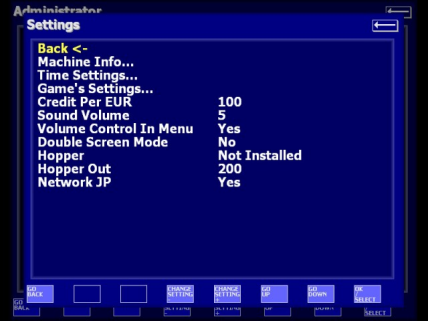 Administrator
Settings
Back <-
Machine Info...
Time Settings...
Game's Settings...
Credit Per EUR 100
Sound Volume 5
Volume Control In Menu Yes
Double Screen Mode No
Hopper Not Installed
Hopper Out 200
Network JP Yes
GO BACK
CHANGE SETTING -
CHANGE SETTING +
GO UP
GO DOWN
OK / SELECT